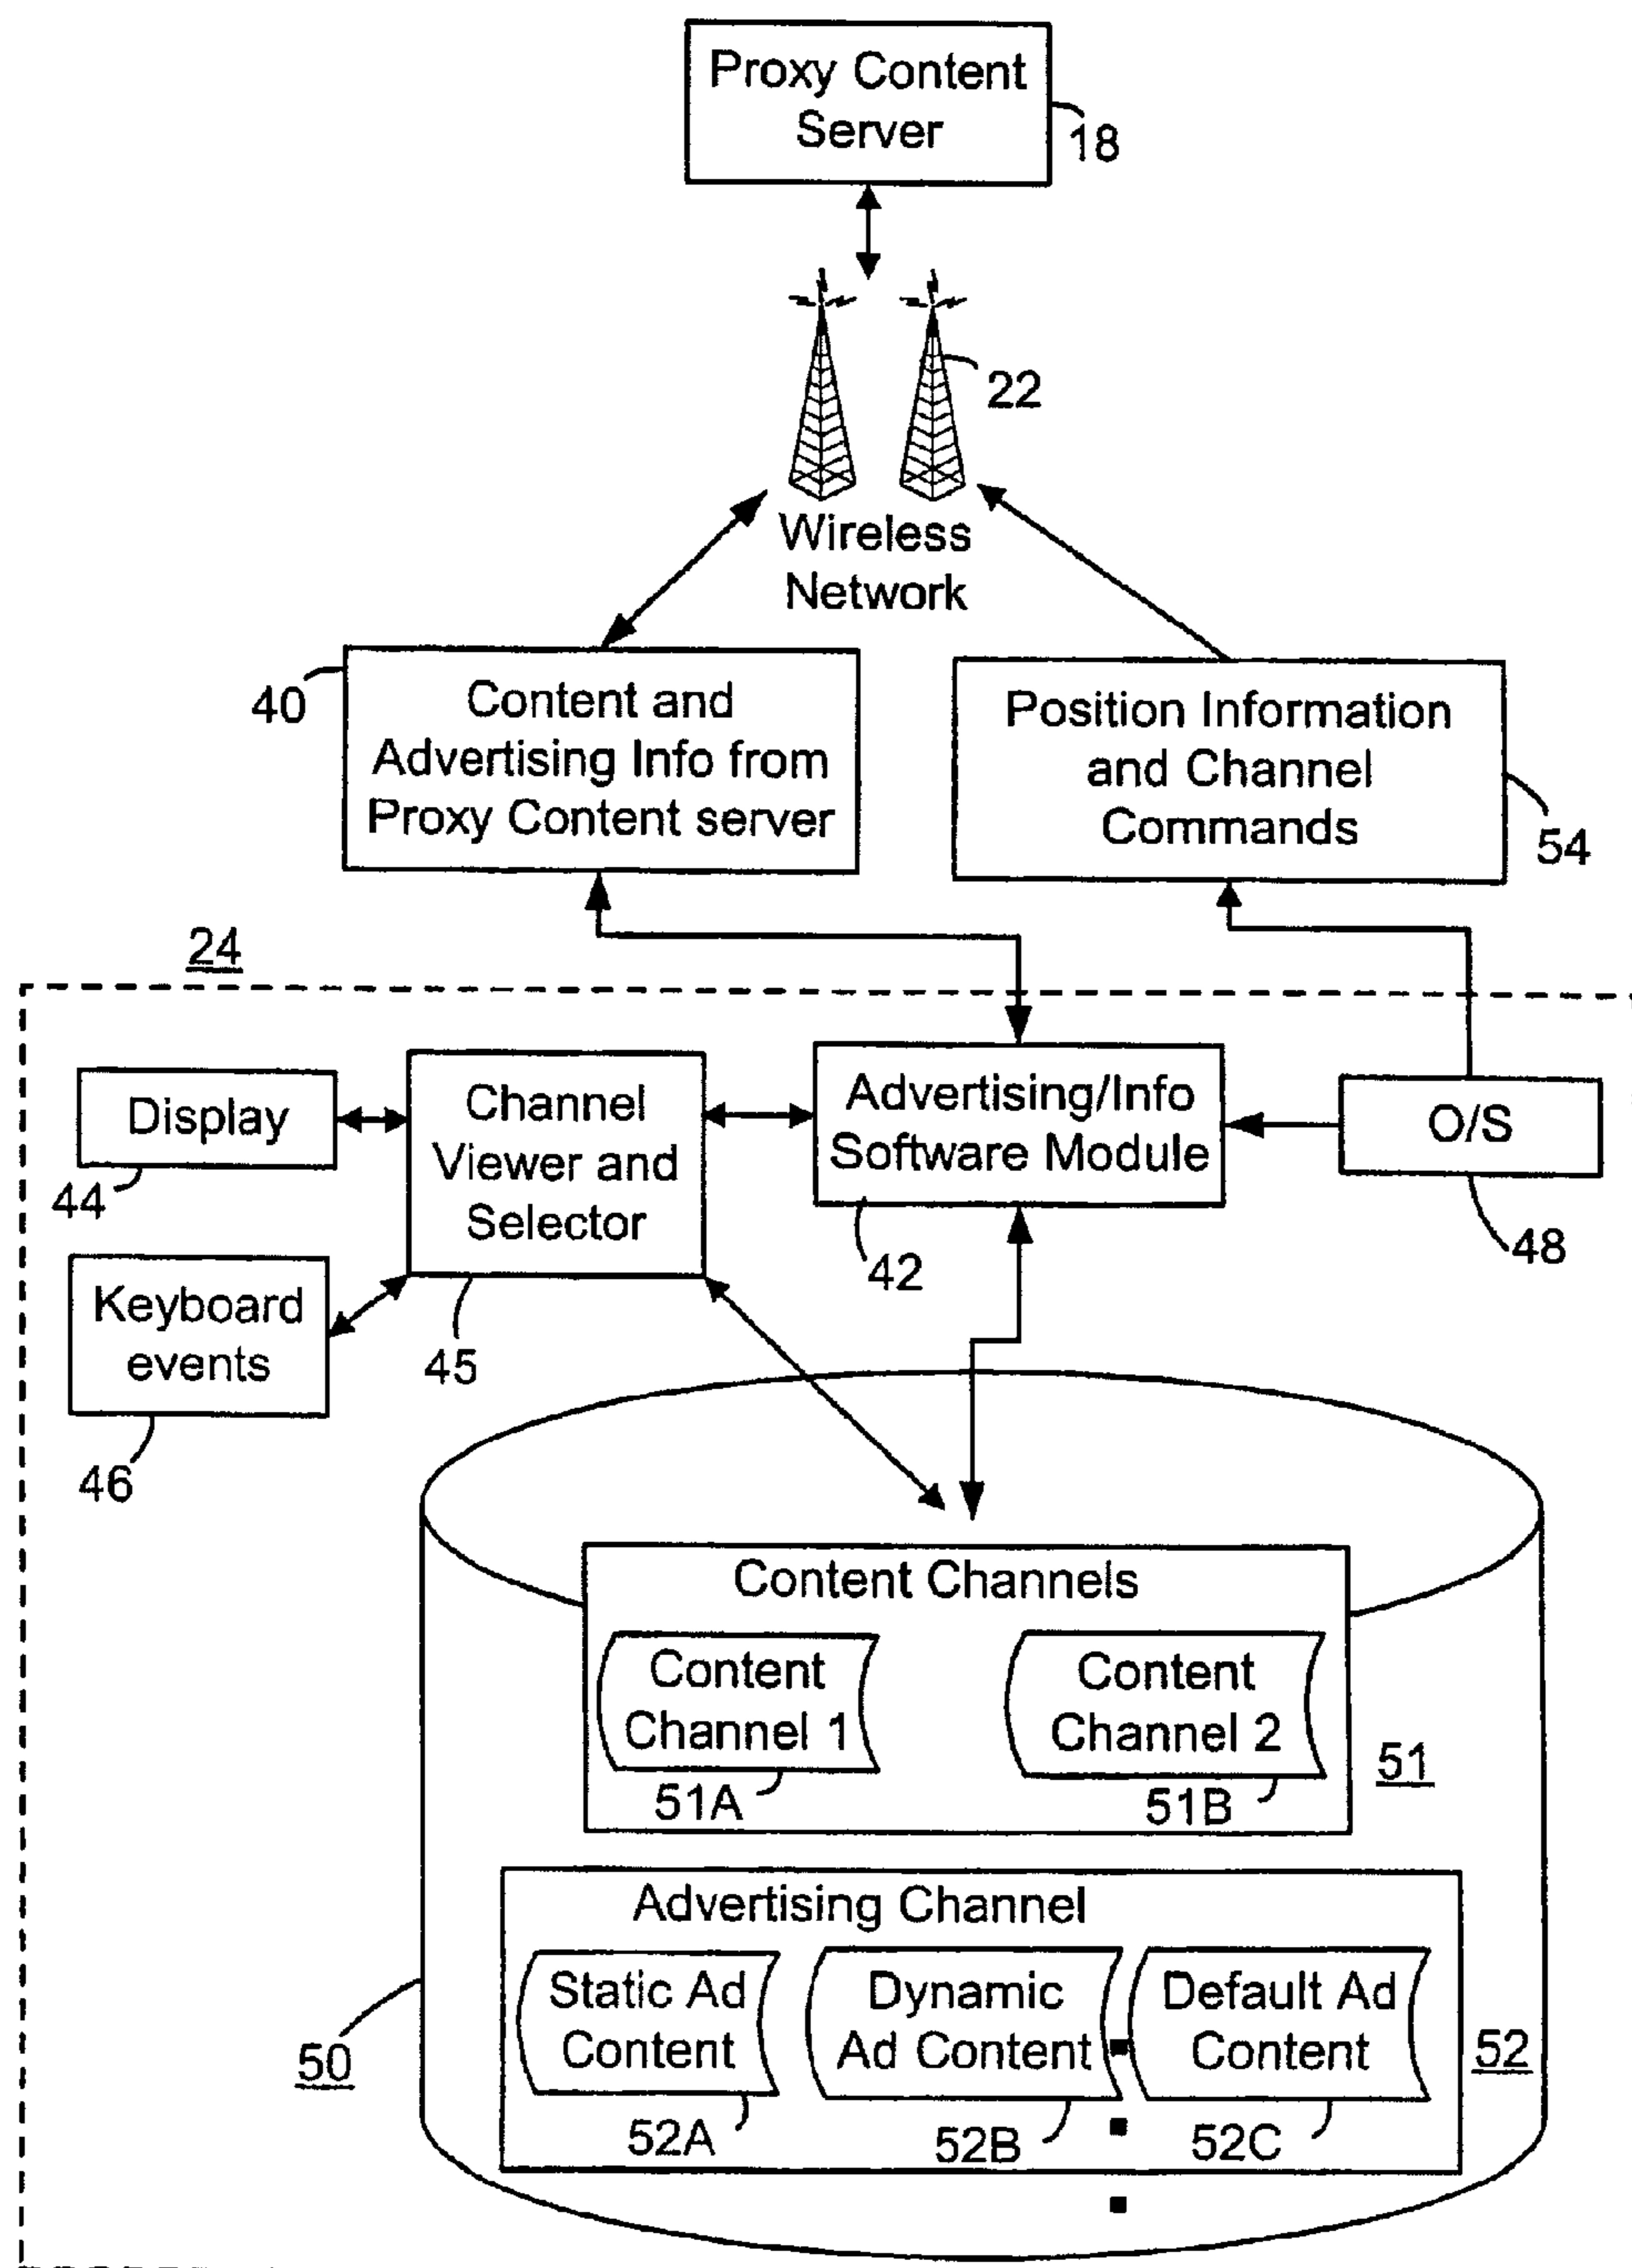 Proxy Content
Server
18
22
Wireless
Network
40
Content and
Advertising Info from
Proxy Content server
Position Information
and Channel
Commands
54
24
Display
44
Channel
Viewer and
Selector
45
Advertising/Info
Software Module
42
O/S
48
Keyboard
events
46
Content Channels
Content
Channel 1
51A
Content
Channel 2
51B
51
Advertising Channel
Static Ad
Content
52A
Dynamic
Ad Content
52B
Default Ad
Content
52C
52
50